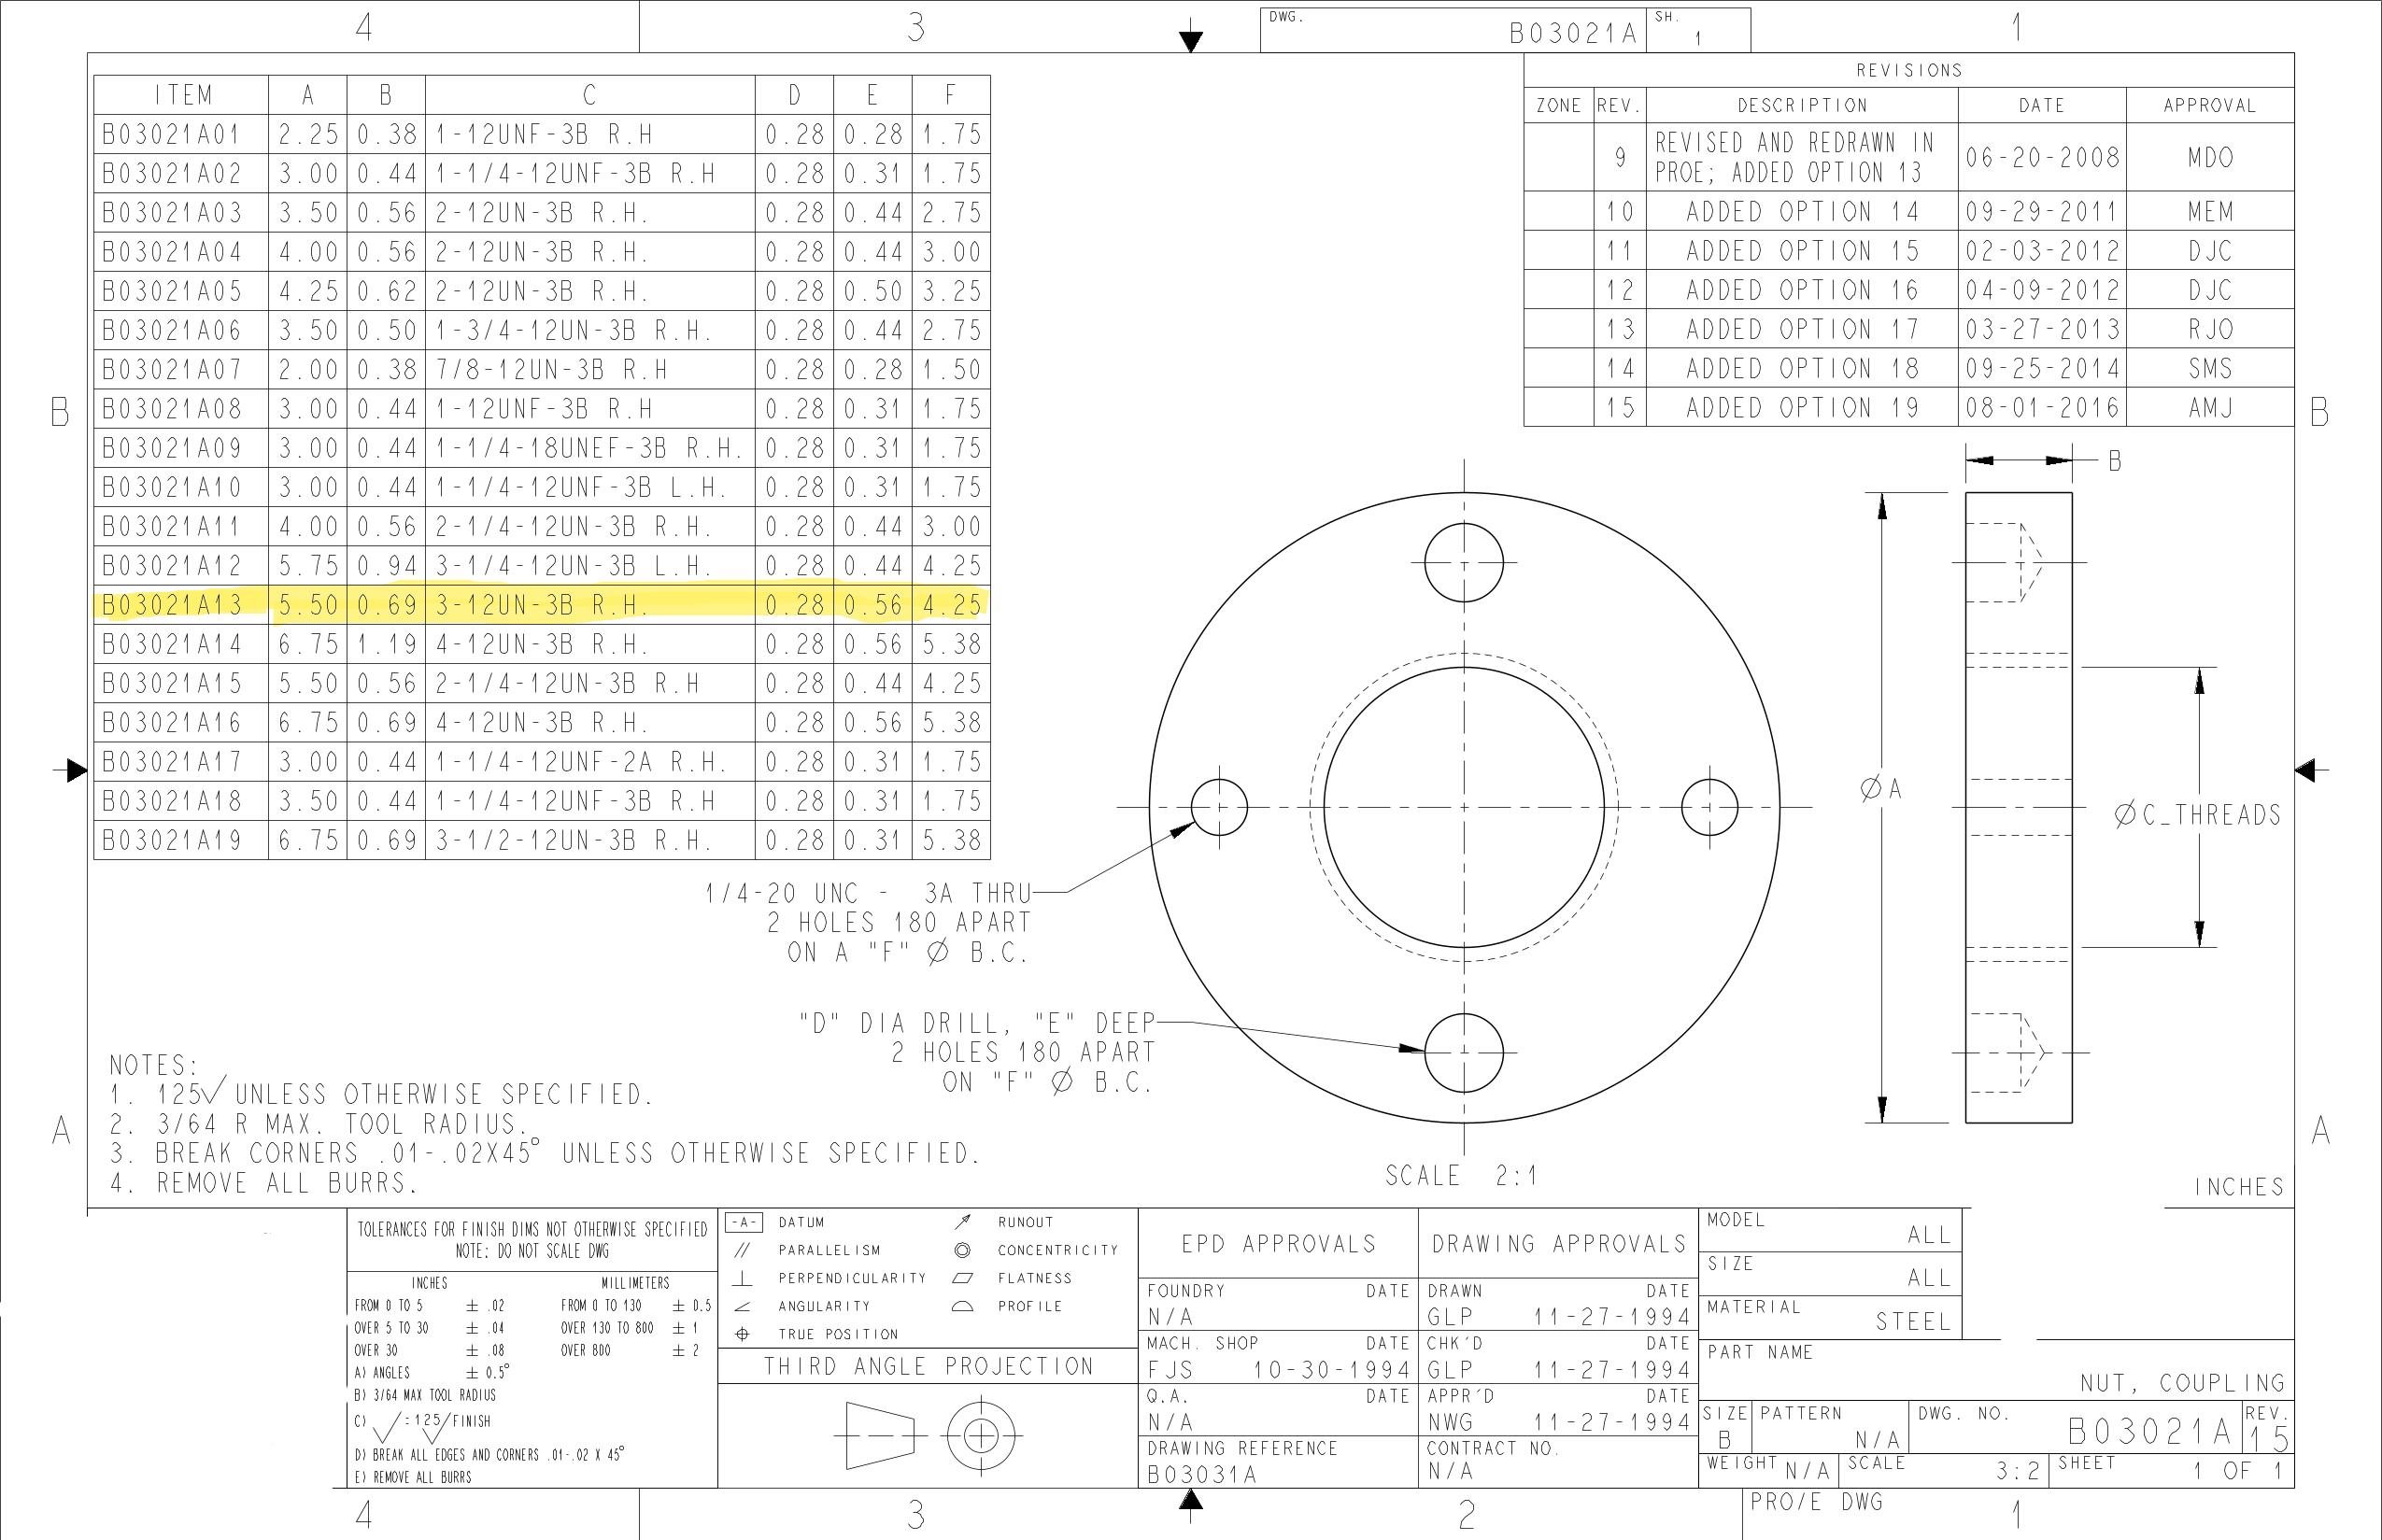 4 3 1
DWG. B03021A SH. 1
ITEM A B C D E F
B03021A01 2.25 0.38 1-12UNF-3B R.H 0.28 0.28 1.75
B03021A02 3.00 0.44 1-1/4-12UNF-3B R.H 0.28 0.31 1.75
B03021A03 3.50 0.56 2-12UN-3B R.H. 0.28 0.44 2.75
B03021A04 4.00 0.56 2-12UN-3B R.H. 0.28 0.44 3.00
B03021A05 4.25 0.62 2-12UN-3B R.H. 0.28 0.50 3.25
B03021A06 3.50 0.50 1-3/4-12UN-3B R.H. 0.28 0.44 2.75
B03021A07 2.00 0.38 7/8-12UN-3B R.H 0.28 0.28 1.50
B03021A08 3.00 0.44 1-12UNF-3B R.H 0.28 0.31 1.75
B03021A09 3.00 0.44 1-1/4-18UNEF-3B R.H. 0.28 0.31 1.75
B03021A10 3.00 0.44 1-1/4-12UNF-3B L.H. 0.28 0.31 1.75
B03021A11 4.00 0.56 2-1/4-12UN-3B R.H. 0.28 0.44 3.00
B03021A12 5.75 0.94 3-1/4-12UN-3B L.H. 0.28 0.44 4.25
B03021A13 5.50 0.69 3-12UN-3B R.H. 0.28 0.56 4.25
B03021A14 6.75 1.19 4-12UN-3B R.H. 0.28 0.56 5.38
B03021A15 5.50 0.56 2-1/4-12UN-3B R.H 0.28 0.44 4.25
B03021A16 6.75 0.69 4-12UN-3B R.H. 0.28 0.56 5.38
B03021A17 3.00 0.44 1-1/4-12UNF-2A R.H. 0.28 0.31 1.75
B03021A18 3.50 0.44 1-1/4-12UNF-3B R.H 0.28 0.31 1.75
B03021A19 6.75 0.69 3-1/2-12UN-3B R.H. 0.28 0.31 5.38
REVISIONS
ZONE REV. DESCRIPTION DATE APPROVAL
9 REVISED AND REDRAWN IN
PROE; ADDED OPTION 13 06-20-2008 MDO
10 ADDED OPTION 14 09-29-2011 MEM
11 ADDED OPTION 15 02-03-2012 DJC
12 ADDED OPTION 16 04-09-2012 DJC
13 ADDED OPTION 17 03-27-2013 RJO
14 ADDED OPTION 18 09-25-2014 SMS
15 ADDED OPTION 19 08-01-2016 AMJ
B B
B
ØA
ØC_THREADS
1/4-20 UNC - 3A THRU
2 HOLES 180 APART
ON A "F" Ø B.C.
"D" DIA DRILL, "E" DEEP
2 HOLES 180 APART
ON "F" Ø B.C.
SCALE 2:1
A A
NOTES:
1. 125√ UNLESS OTHERWISE SPECIFIED.
2. 3/64 R MAX. TOOL RADIUS.
3. BREAK CORNERS .01-.02X45° UNLESS OTHERWISE SPECIFIED.
4. REMOVE ALL BURRS.
INCHES
TOLERANCES FOR FINISH DIMS NOT OTHERWISE SPECIFIED
NOTE: DO NOT SCALE DWG
INCHES MILLIMETERS
FROM 0 TO 5 ± .02 FROM 0 TO 130 ± 0.5
OVER 5 TO 30 ± .04 OVER 130 TO 800 ± 1
OVER 30 ± .08 OVER 800 ± 2
A) ANGLES ± 0.5°
B) 3/64 MAX TOOL RADIUS
C) √ = 125√ FINISH
D) BREAK ALL EDGES AND CORNERS .01-.02 X 45°
E) REMOVE ALL BURRS
-A- DATUM RUNOUT
PARALLELISM CONCENTRICITY
PERPENDICULARITY FLATNESS
ANGULARITY PROFILE
TRUE POSITION
THIRD ANGLE PROJECTION
EPD APPROVALS DRAWING APPROVALS
FOUNDRY DATE DRAWN DATE
N/A GLP 11-27-1994
MACH. SHOP DATE CHK'D DATE
FJS 10-30-1994 GLP 11-27-1994
Q.A. DATE APPR'D DATE
N/A NWG 11-27-1994
DRAWING REFERENCE CONTRACT NO.
B03031A N/A
MODEL ALL
SIZE ALL
MATERIAL STEEL
PART NAME
NUT, COUPLING
SIZE B PATTERN N/A DWG. NO. B03021A REV. 15
WEIGHT N/A SCALE 3:2 SHEET 1 OF 1
PRO/E DWG
4 3 2 1